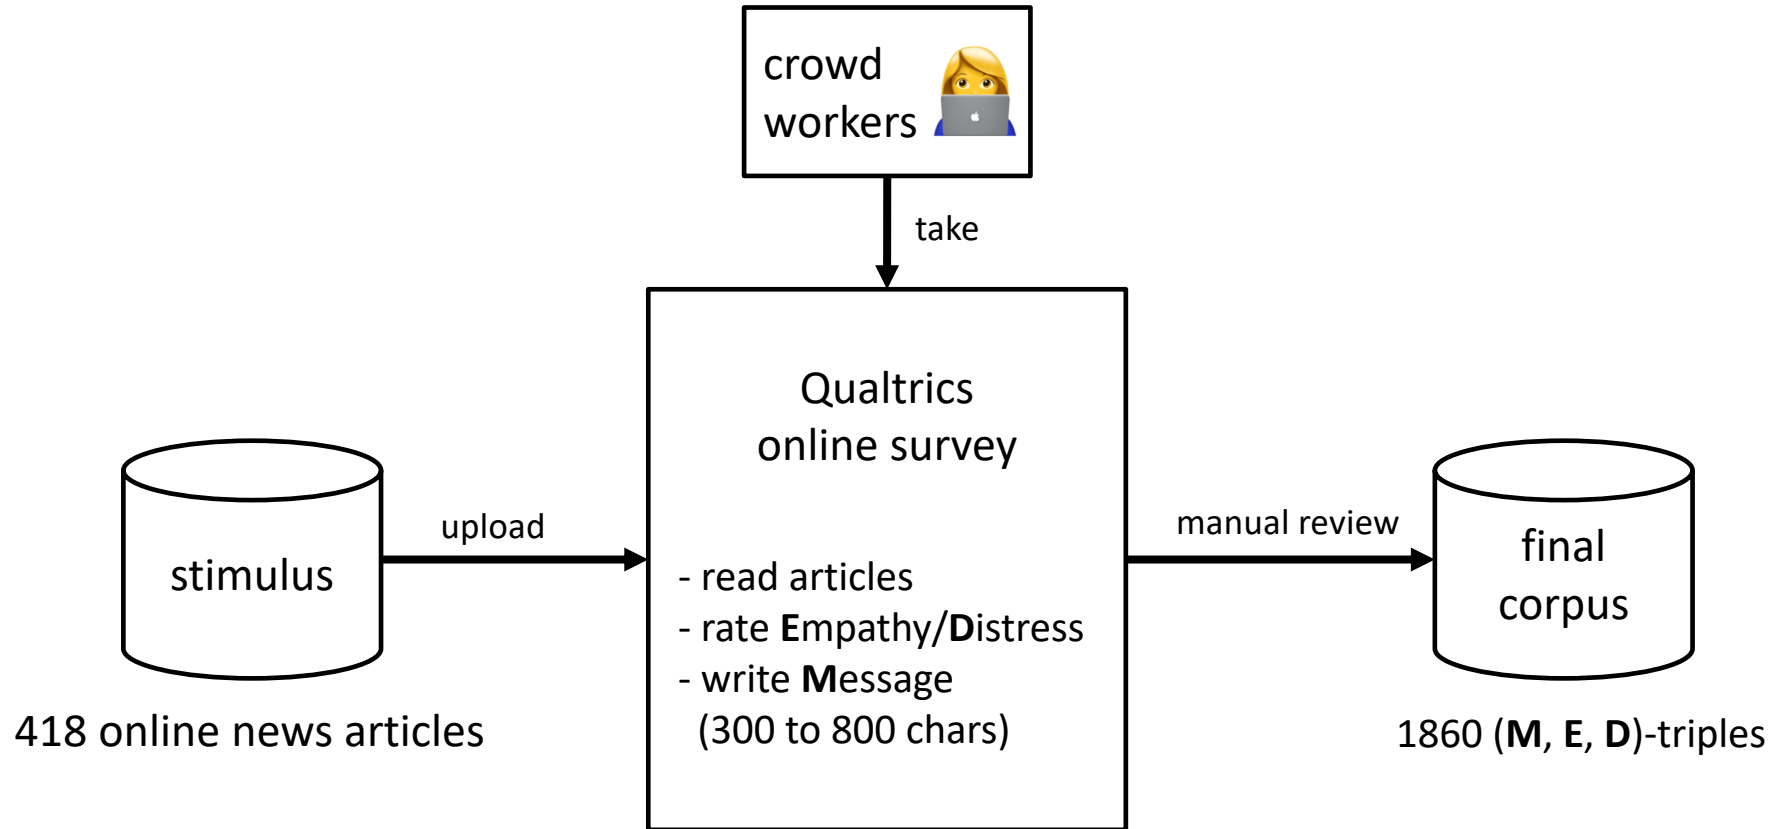 crowd
workers
take
Qualtrics
online survey
- read articles
- rate Empathy/Distress
- write Message
(300 to 800 chars)
upload
stimulus
418 online news articles
manual review
final
corpus
1860 (M, E, D)-triples